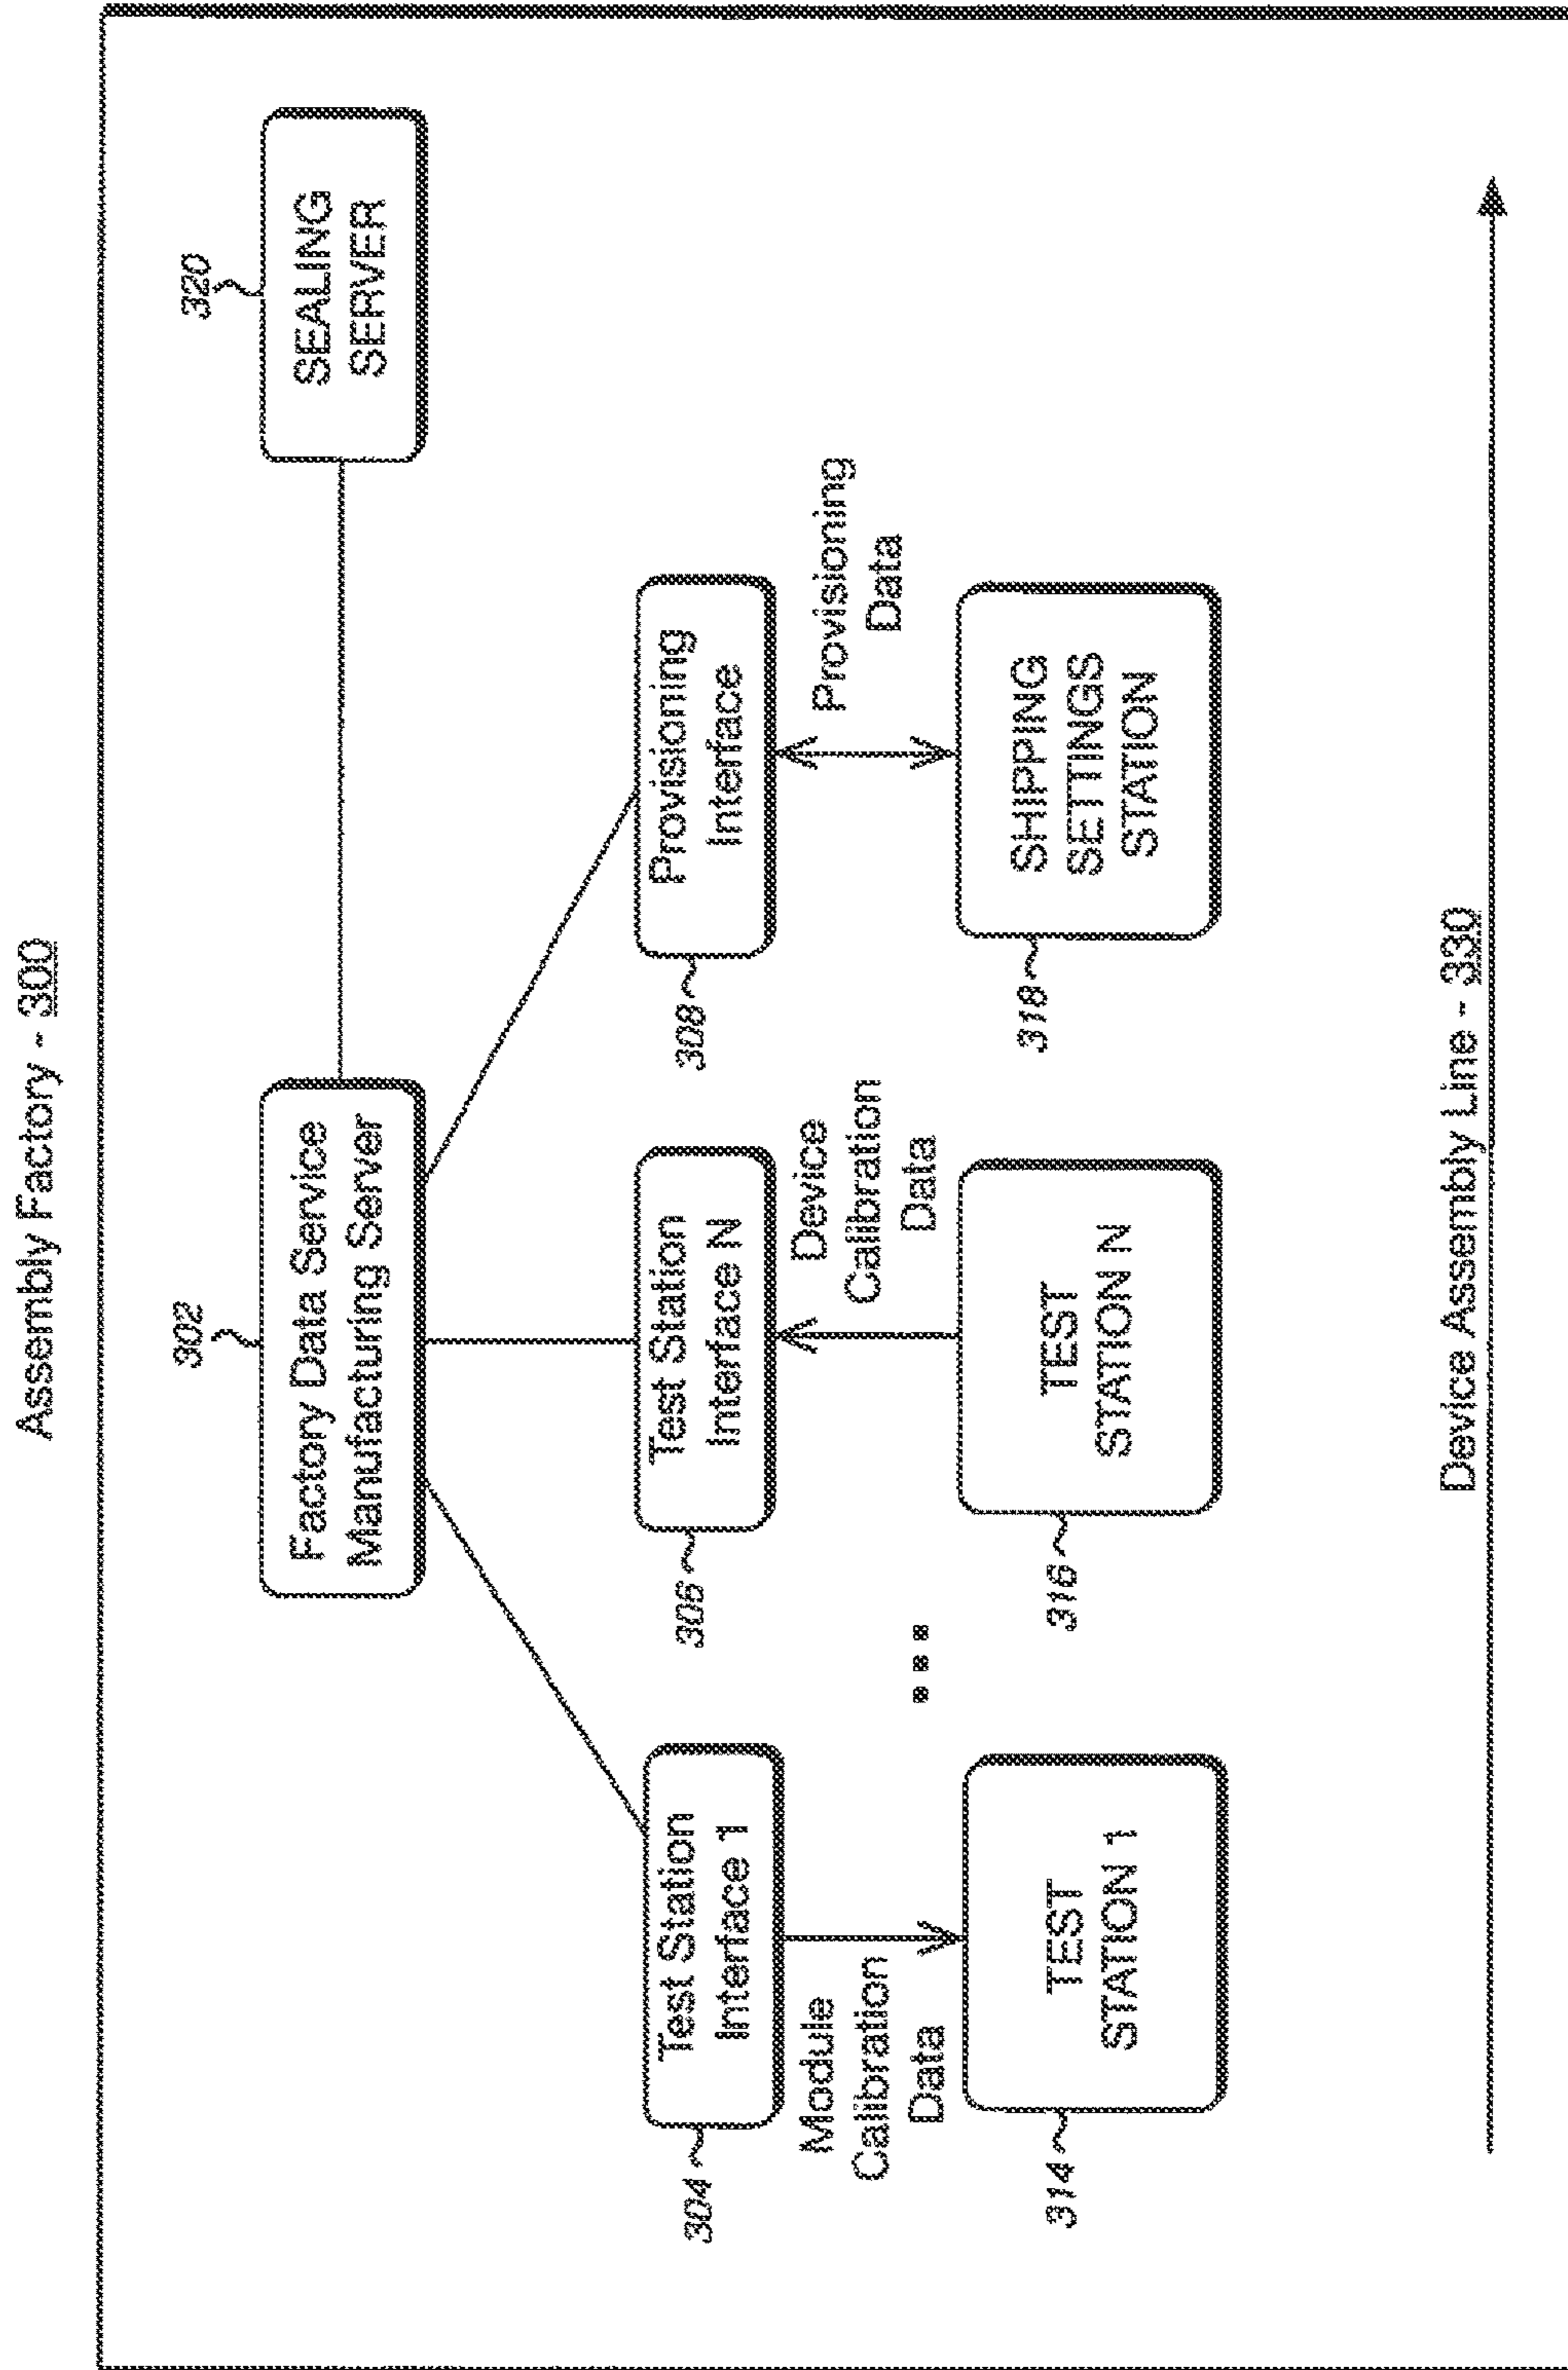 Assembly Factory - 300
302
Factory Data Service
Manufacturing Server
320
SEALING
SERVER
304
Test Station
Interface 1
306
Test Station
Interface N
308
Provisioning
Interface
Module
Calibration
Data
Device
Calibration
Data
Provisioning
Data
314
TEST
STATION 1
...
316
TEST
STATION N
318
SHIPPING
SETTINGS
STATION
Device Assembly Line - 330